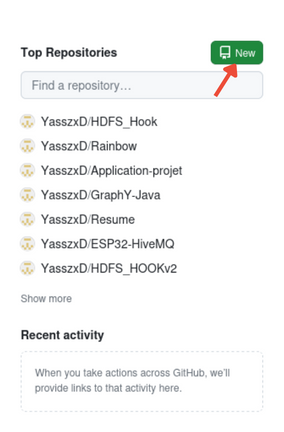 Top Repositories
New
Find a repository...
YasszxD/HDFS_Hook
YasszxD/Rainbow
YasszxD/Application-projet
YasszxD/GraphY-Java
YasszxD/Resume
YasszxD/ESP32-HiveMQ
YasszxD/HDFS_HOOKv2
Show more
Recent activity
When you take actions across GitHub, we'll
provide links to that activity here.